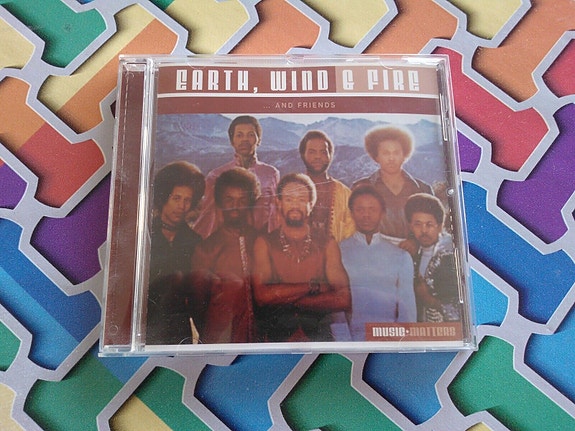 EARTH, WIND & FIRE
... AND FRIENDS
MUSIC·MATTERS